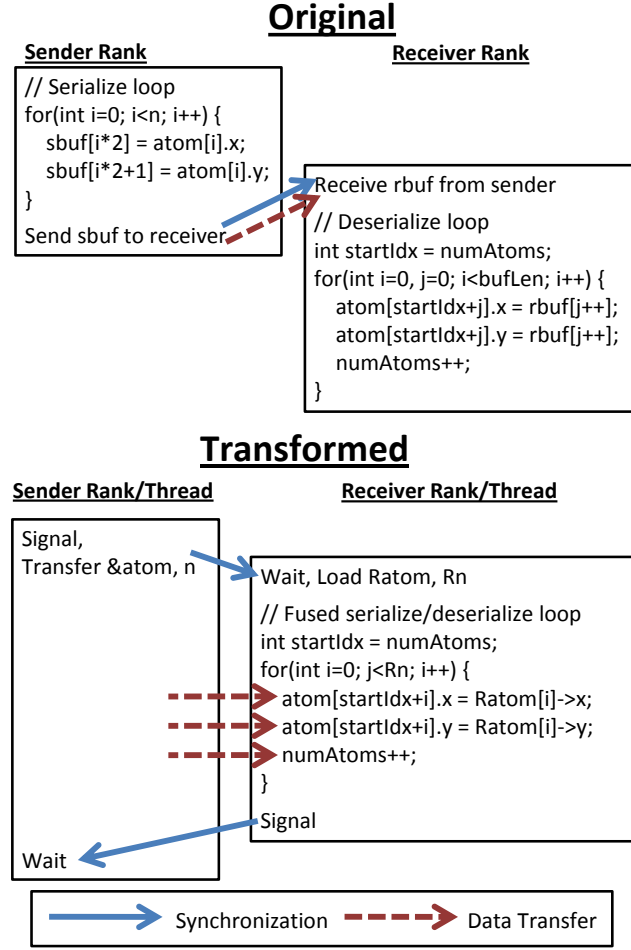 Original
Sender Rank
Receiver Rank
// Serialize loop
for(int i=0; i<n; i++) {
sbuf[i*2] = atom[i].x;
sbuf[i*2+1] = atom[i].y;
}
Send sbuf to receiver
Receive rbuf from sender
// Deserialize loop
int startIdx = numAtoms;
for(int i=0, j=0; i<bufLen; i++) {
atom[startIdx+j].x = rbuf[j++];
atom[startIdx+j].y = rbuf[j++];
numAtoms++;
}
Transformed
Sender Rank/Thread
Receiver Rank/Thread
Signal,
Transfer &atom, n
Wait
Wait, Load Ratom, Rn
// Fused serialize/deserialize loop
int startIdx = numAtoms;
for(int i=0; j<Rn; i++) {
atom[startIdx+i].x = Ratom[i]->x;
atom[startIdx+i].y = Ratom[i]->y;
numAtoms++;
}
Signal
Synchronization
Data Transfer